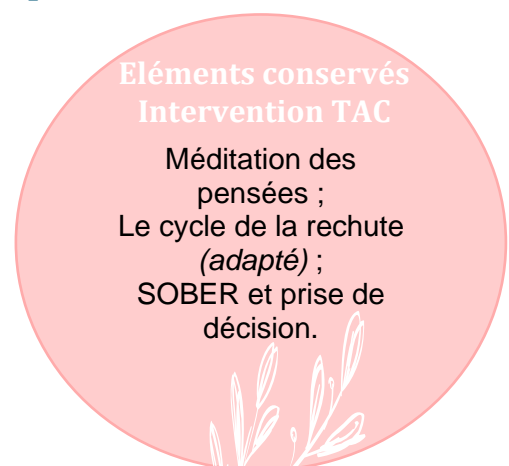 Eléments conservés
Intervention TAC
Méditation des
pensées ;
Le cycle de la rechute
(adapté) ;
SOBER et prise de
décision.